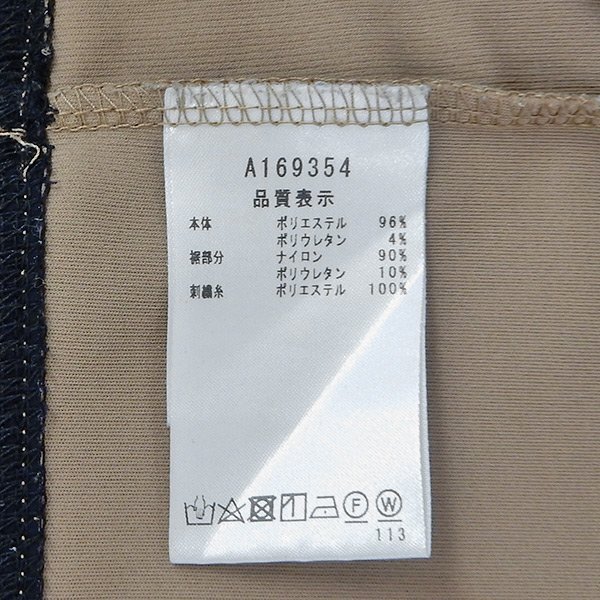 A169354
品質表示
本体 ポリエステル 96%
ポリウレタン 4%
裾部分 ナイロン 90%
ポリウレタン 10%
刺繍糸 ポリエステル 100%
F W
113